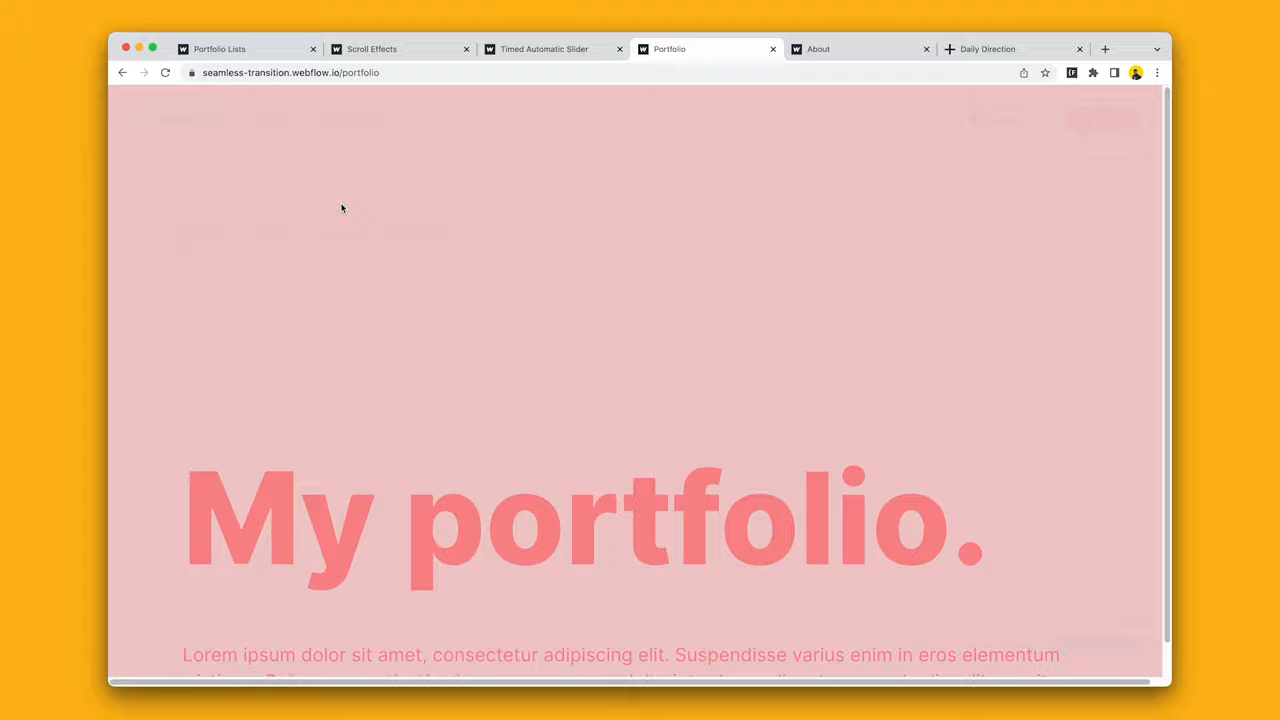 Portfolio Lists
Scroll Effects
Timed Automatic Slider
Portfolio
About
Daily Direction
seamless-transition.webflow.io/portfolio
My portfolio.
Lorem ipsum dolor sit amet, consectetur adipiscing elit. Suspendisse varius enim in eros elementum